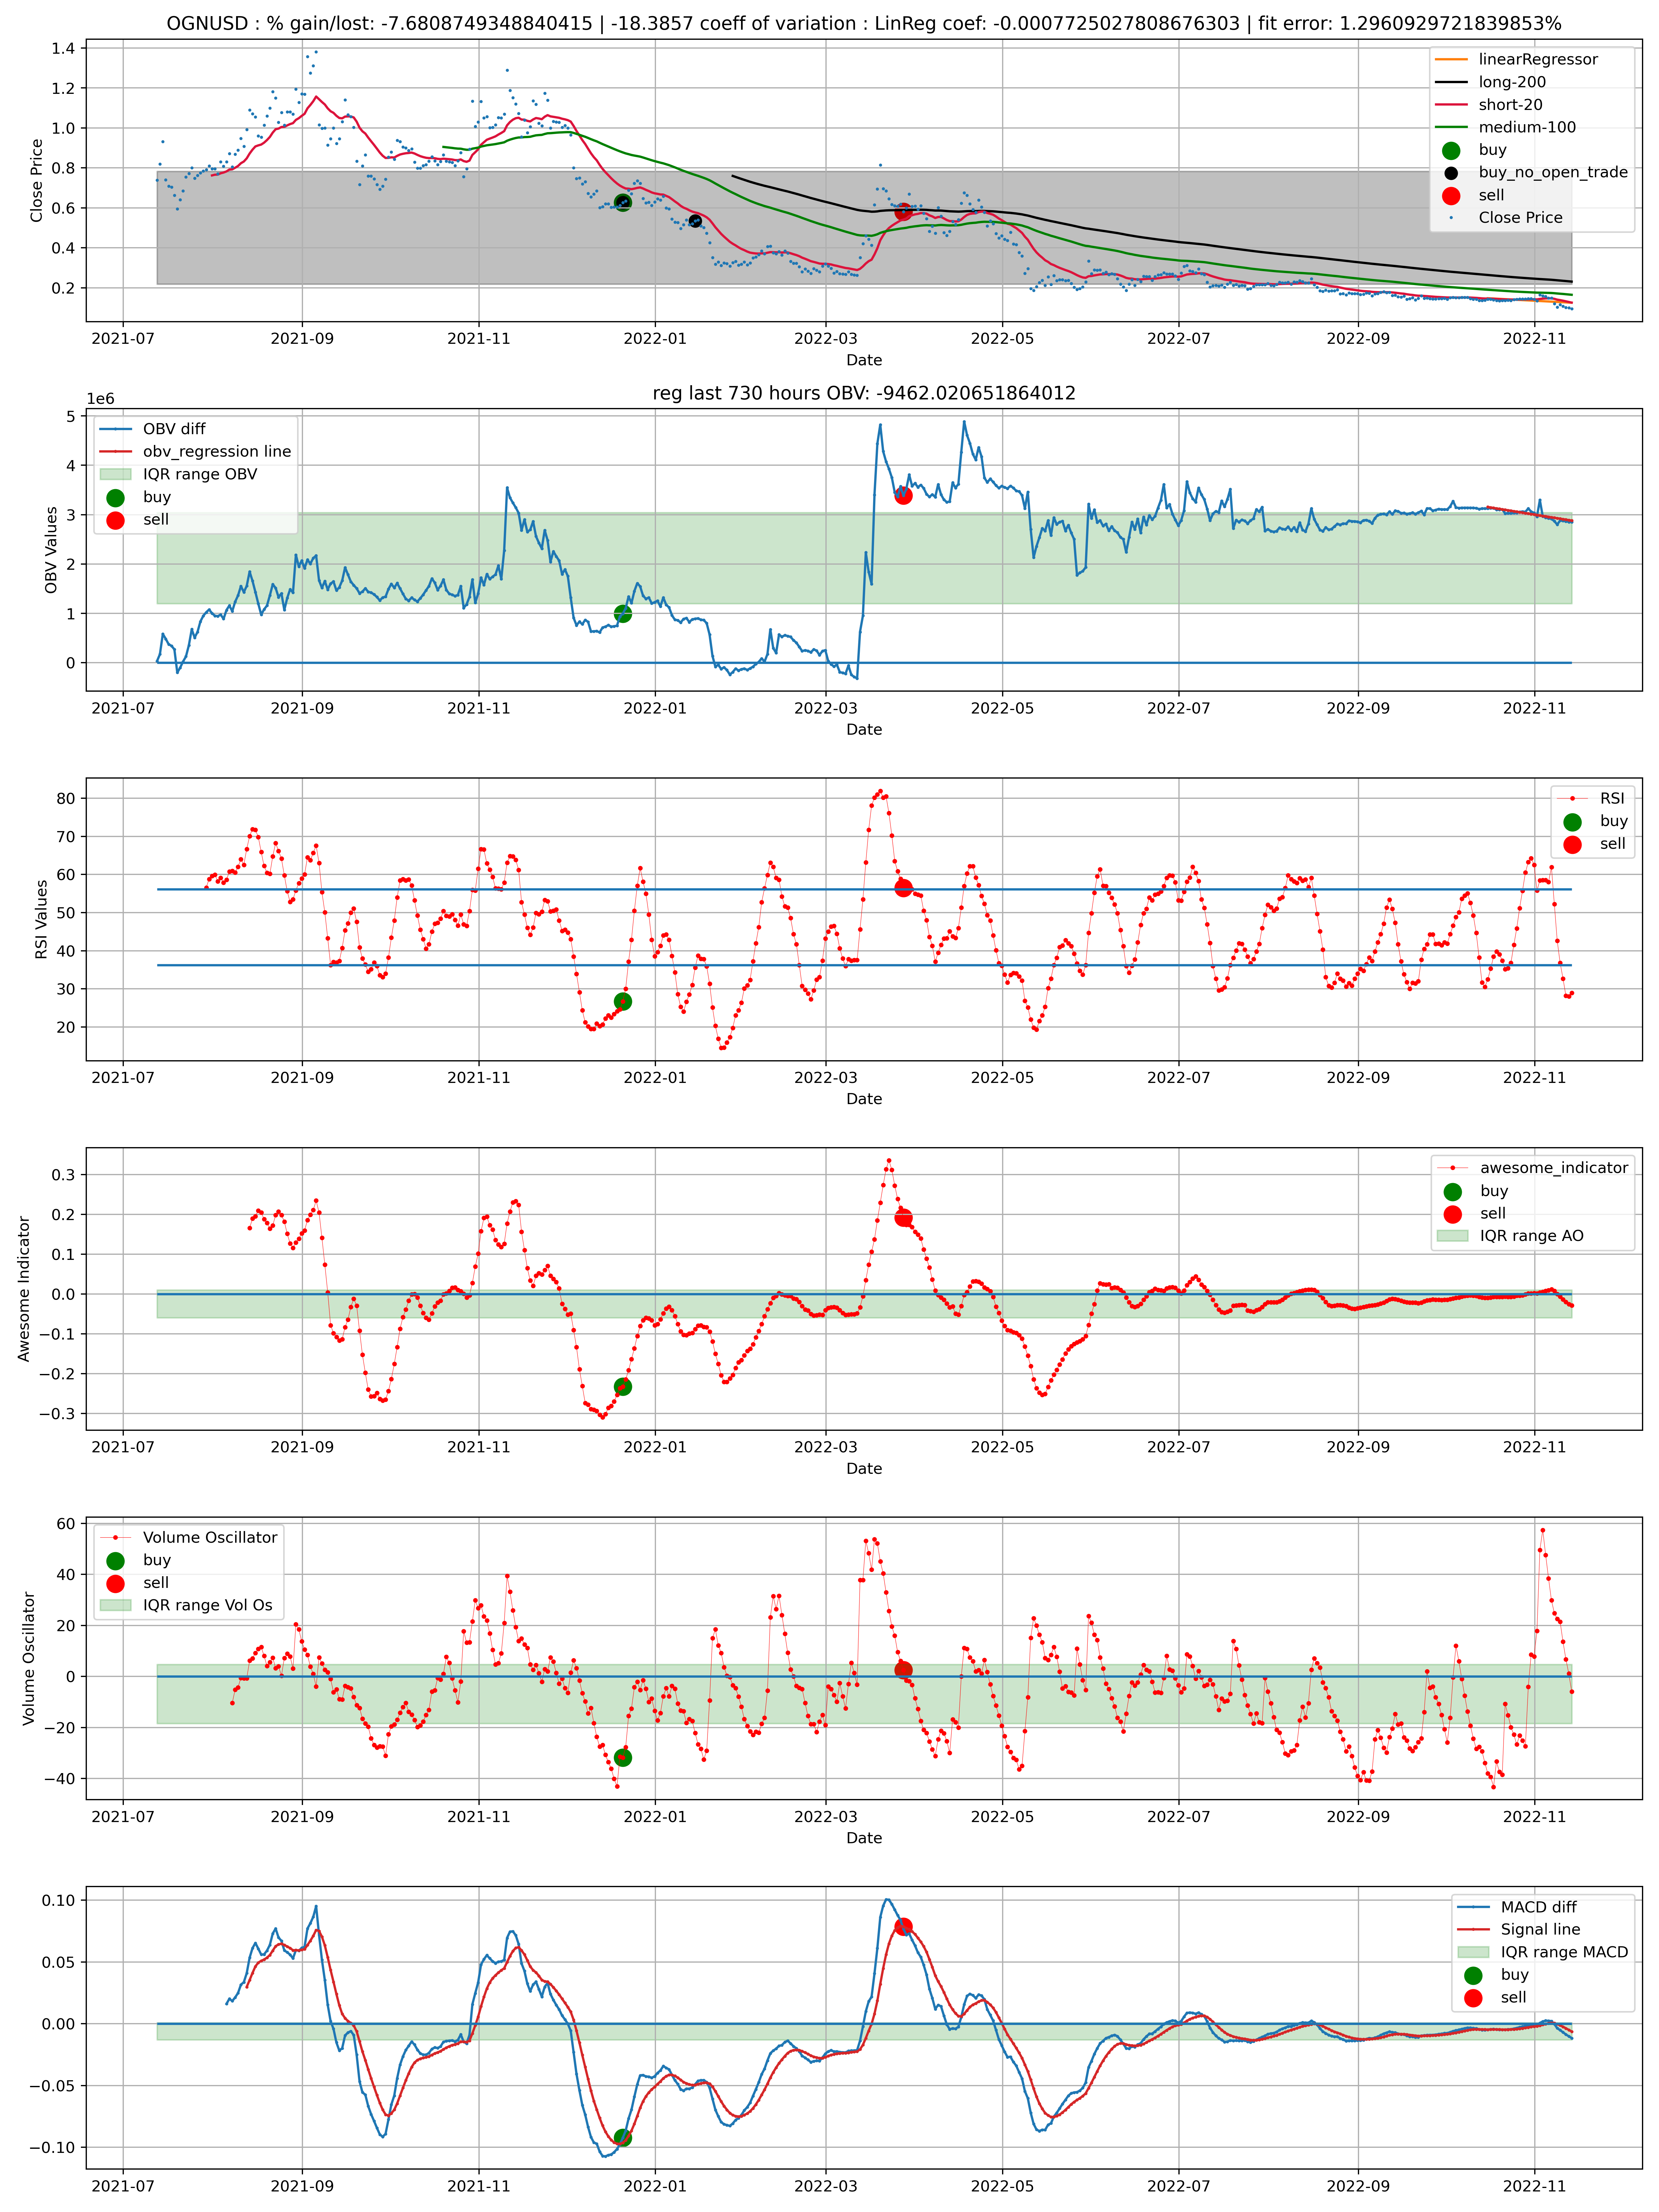 OGNUSD : % gain/lost: -7.6808749348840415 | -18.3857 coeff of variation : LinReg coef: -0.0007725027808676303 | fit error: 1.2960929721839853%
1.4
1.2
1.0
0.8
0.6
0.4
0.2
Close Price
linearRegressor
long-200
short-20
medium-100
buy
buy_no_open_trade
sell
Close Price
2021-07 2021-09 2021-11 2022-01 2022-03 2022-05 2022-07 2022-09 2022-11
Date
reg last 730 hours OBV: -9462.020651864012
1e6
5
4
3
2
1
0
OBV Values
OBV diff
obv_regression line
IQR range OBV
buy
sell
2021-07 2021-09 2021-11 2022-01 2022-03 2022-05 2022-07 2022-09 2022-11
Date
80
70
60
50
40
30
20
RSI Values
RSI
buy
sell
2021-07 2021-09 2021-11 2022-01 2022-03 2022-05 2022-07 2022-09 2022-11
Date
0.3
0.2
0.1
0.0
−0.1
−0.2
−0.3
Awesome Indicator
awesome_indicator
buy
sell
IQR range AO
2021-07 2021-09 2021-11 2022-01 2022-03 2022-05 2022-07 2022-09 2022-11
Date
60
40
20
0
−20
−40
Volume Oscillator
Volume Oscillator
buy
sell
IQR range Vol Os
2021-07 2021-09 2021-11 2022-01 2022-03 2022-05 2022-07 2022-09 2022-11
Date
0.10
0.05
0.00
−0.05
−0.10
MACD diff
Signal line
IQR range MACD
buy
sell
2021-07 2021-09 2021-11 2022-01 2022-03 2022-05 2022-07 2022-09 2022-11